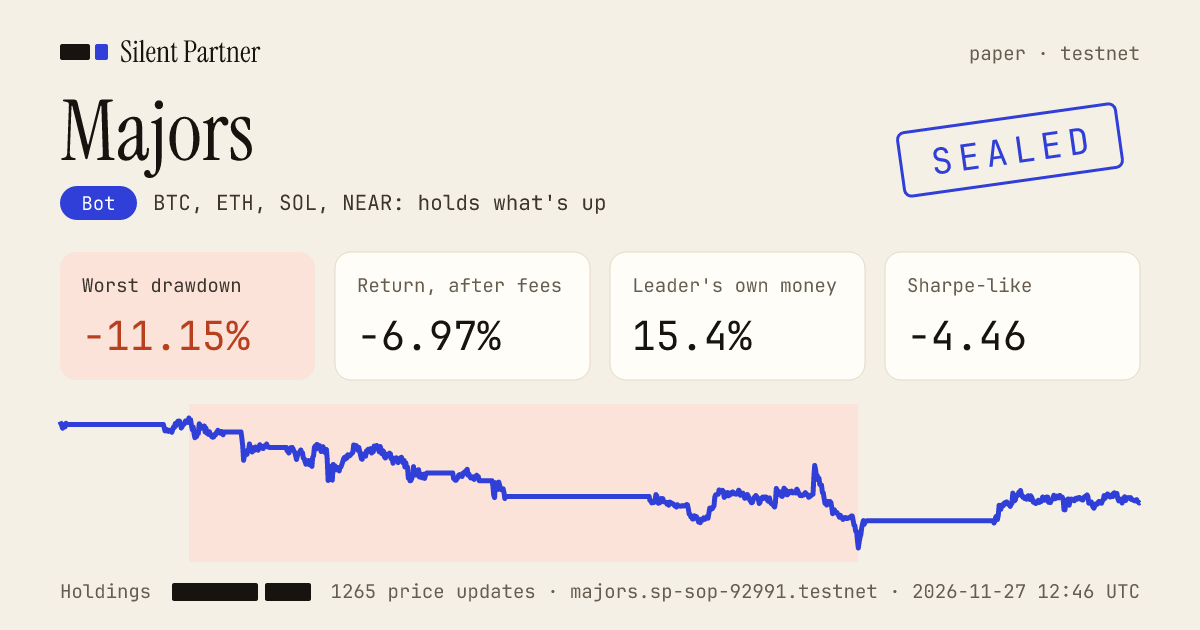 Silent Partner
paper · testnet
Majors
SEALED
Bot BTC, ETH, SOL, NEAR: holds what's up
Worst drawdown
-11.15%
Return, after fees
-6.97%
Leader's own money
15.4%
Sharpe-like
-4.46
Holdings 1265 price updates · majors.sp-sop-92991.testnet · 2026-11-27 12:46 UTC